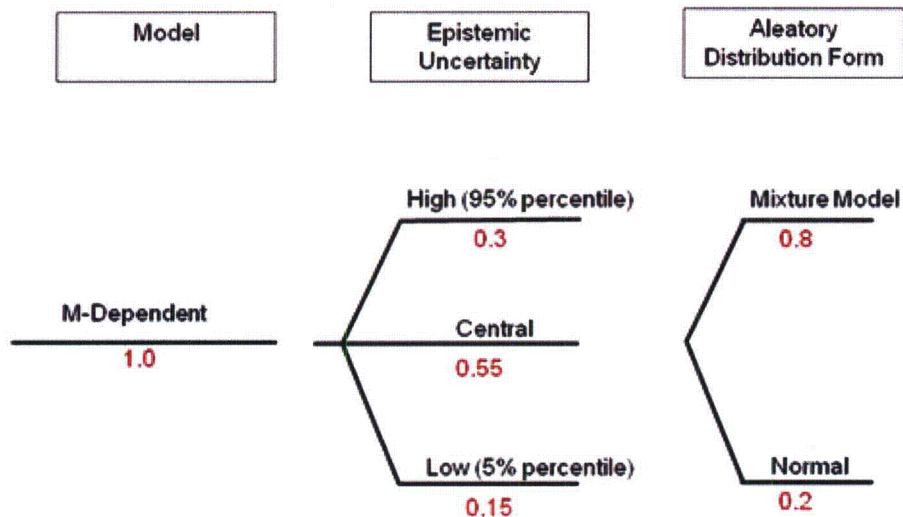 Model
Epistemic
Uncertainty
Aleatory
Distribution Form
High (95% percentile)
0.3
Mixture Model
0.8
M-Dependent
1.0
Central
0.55
Low (5% percentile)
0.15
Normal
0.2